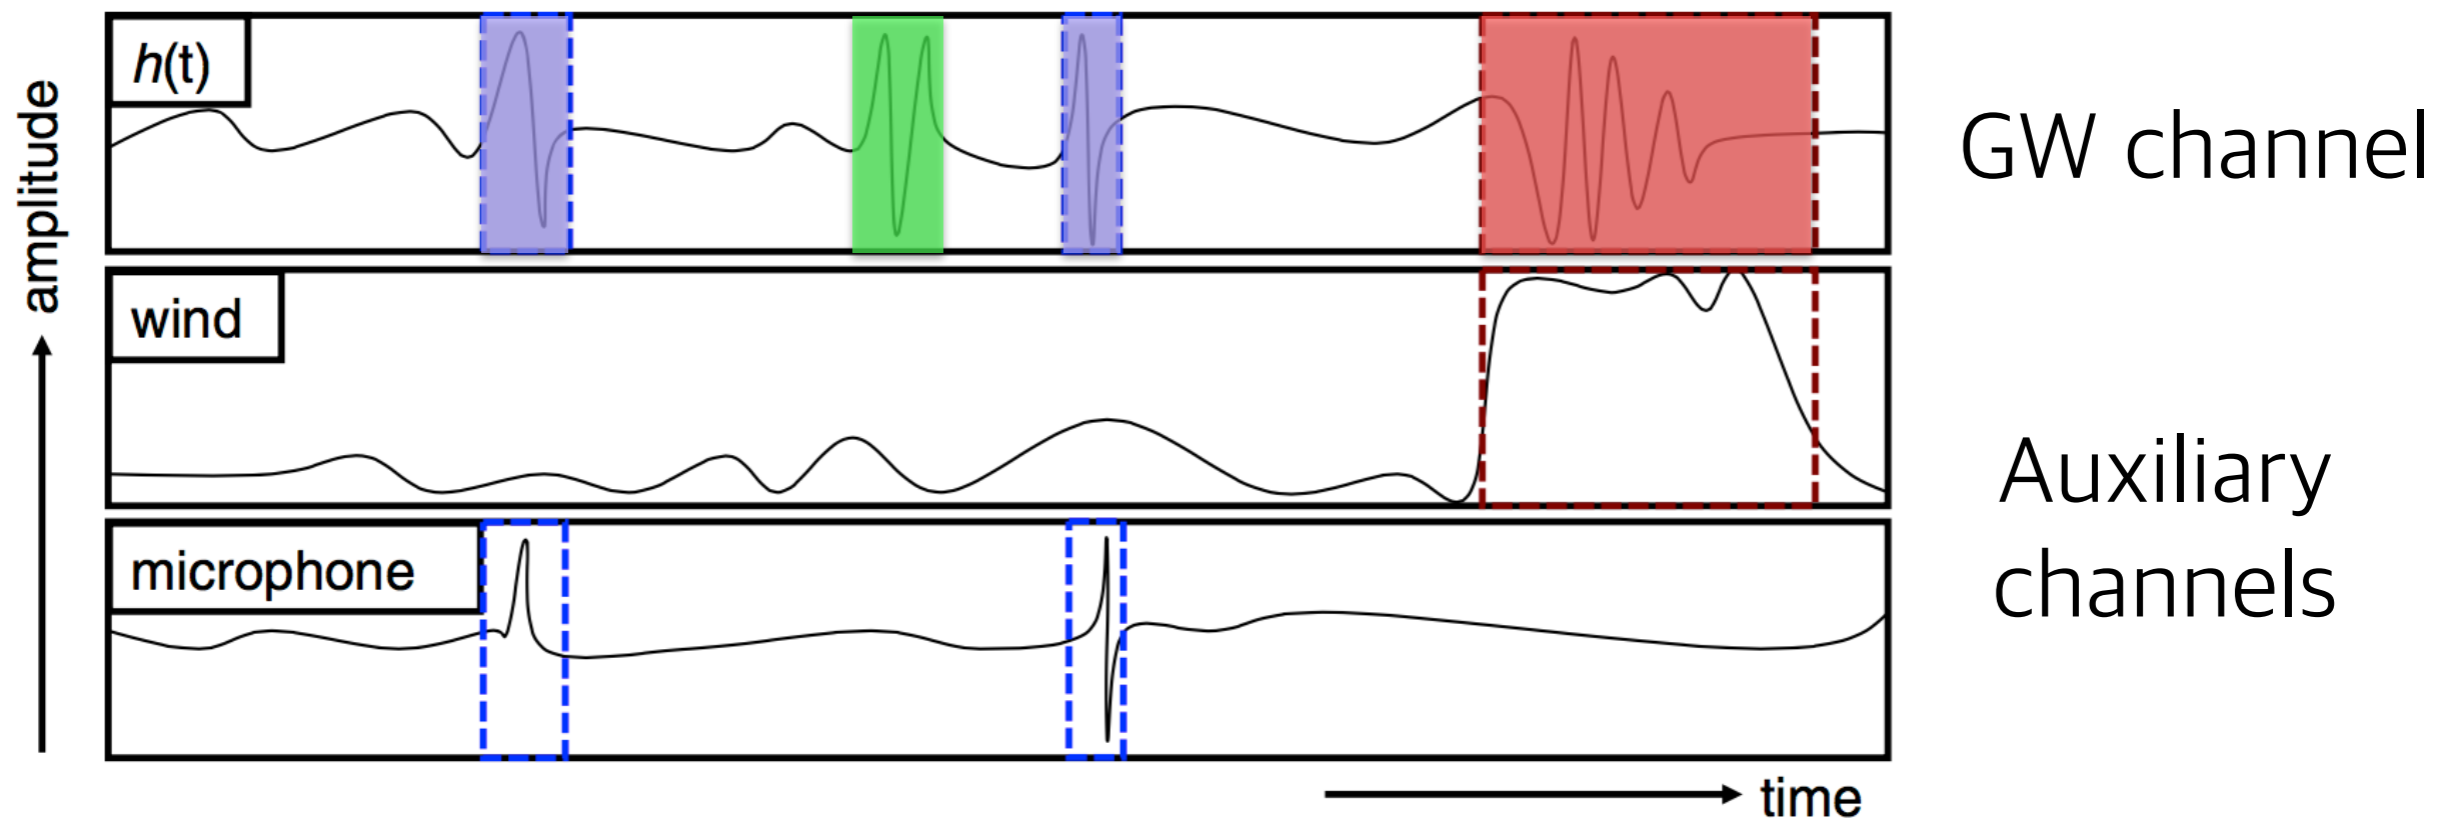 h(t)
GW channel
amplitude
wind
Auxiliary
channels
microphone
time